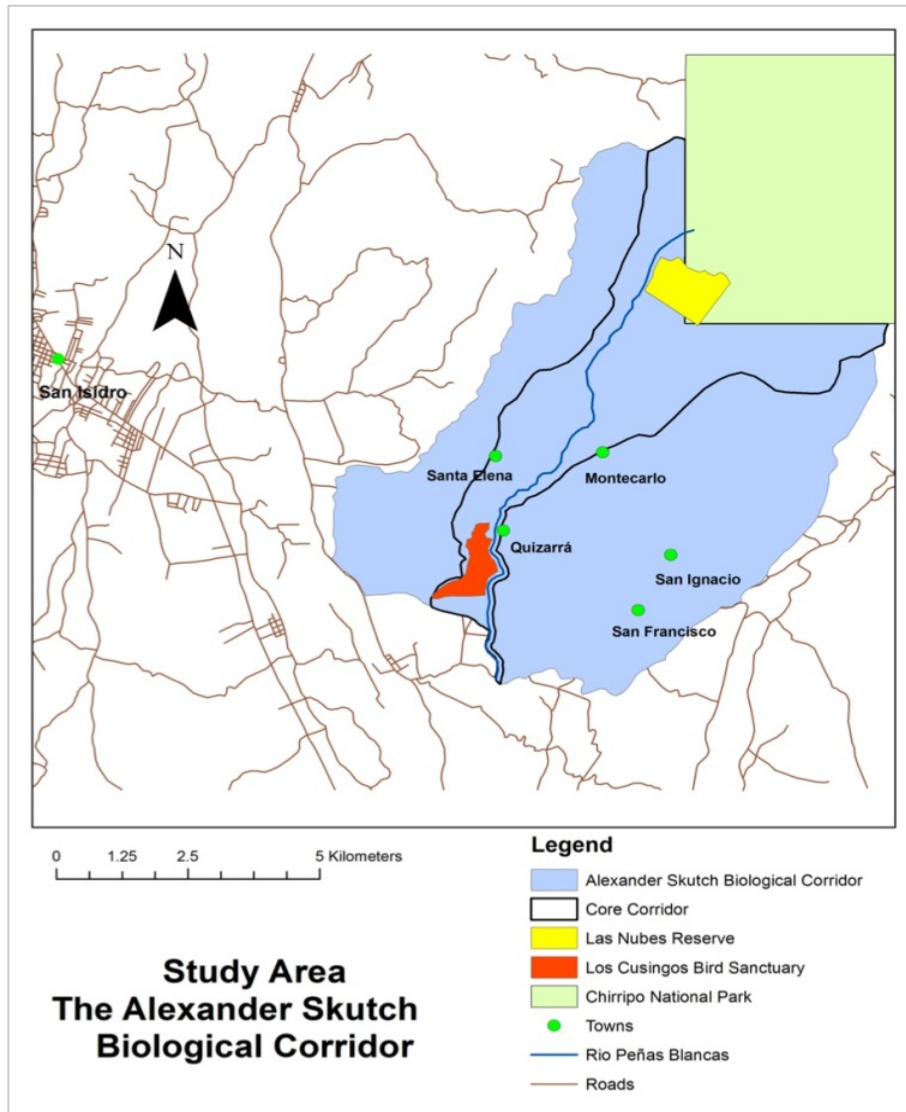 N
San Isidro
Santa Elena
Montecarlo
Quizarrá
San Ignacio
San Francisco
0 1.25 2.5 5 Kilometers
Study Area
The Alexander Skutch
Biological Corridor
Legend
Alexander Skutch Biological Corridor
Core Corridor
Las Nubes Reserve
Los Cusingos Bird Sanctuary
Chirripo National Park
Towns
Rio Peñas Blancas
Roads